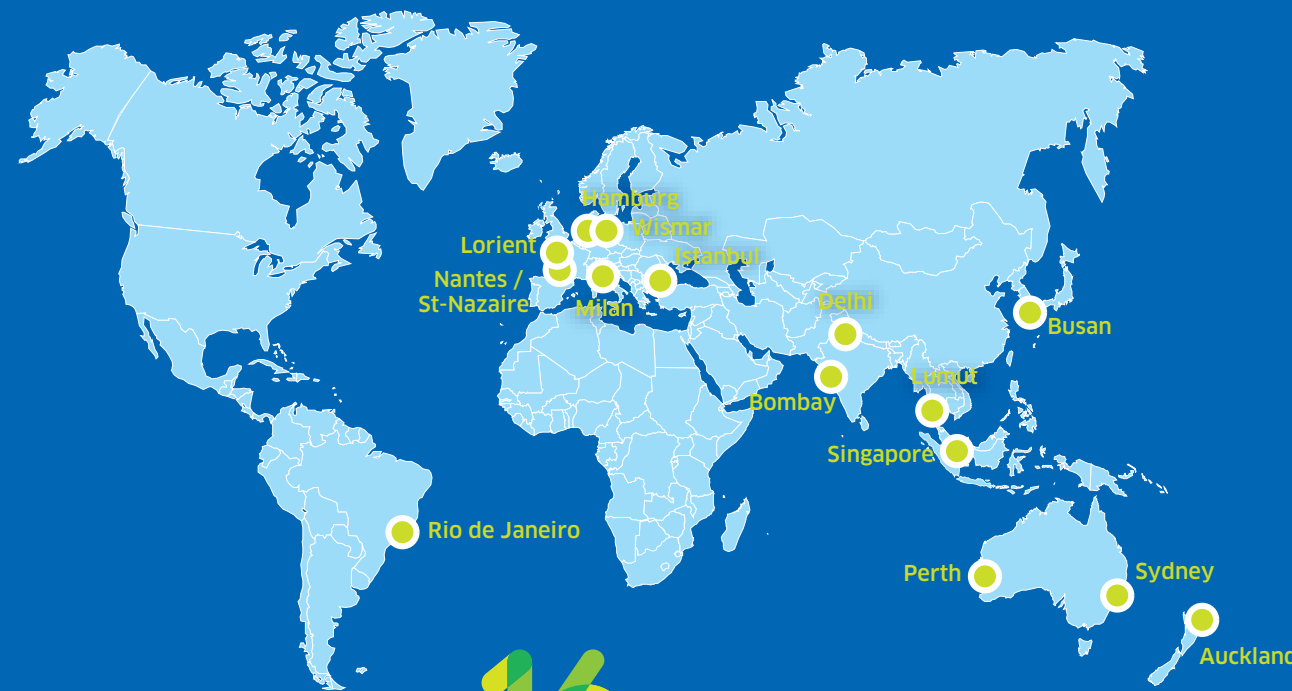 Hamburg
Wismar
Lorient
Istanbul
Nantes /
St-Nazaire
Milan
Delhi
Busan
Lumut
Bombay
Singapore
Rio de Janeiro
Perth
Sydney
Auckland
16